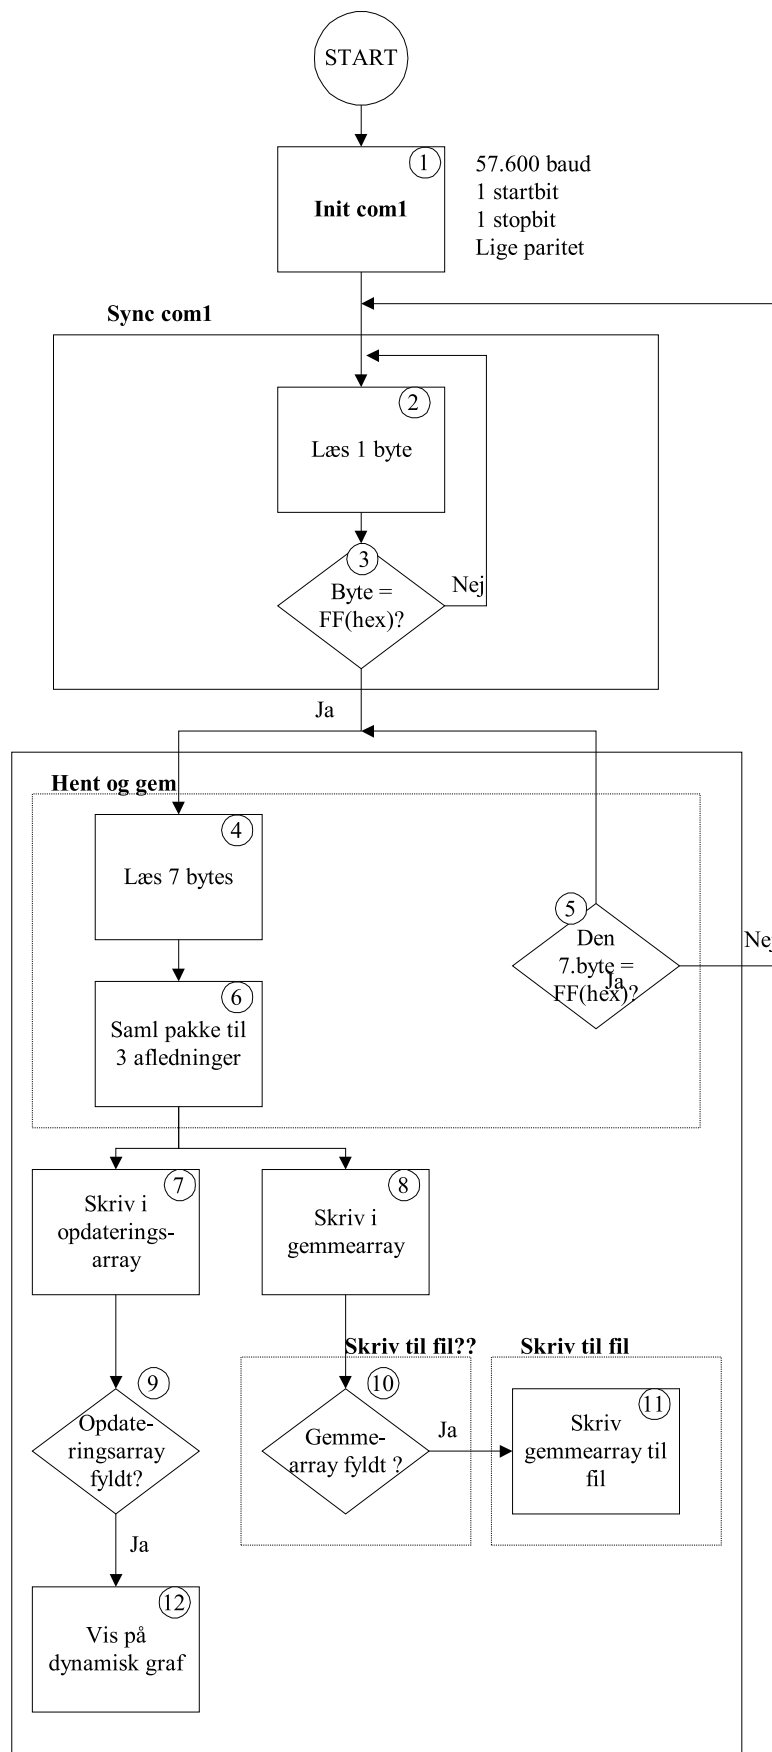 START
1
Init com1
57.600 baud
1 startbit
1 stopbit
Lige paritet
Sync com1
2
Læs 1 byte
3
Byte =
FF(hex)?
Nej
Ja
Hent og gem
4
Læs 7 bytes
5
Den
7.byte =
FF(hex)?
Ja
Nej
6
Saml pakke til
3 afledninger
7
Skriv i
opdaterings-
array
8
Skriv i
gemmearray
Skriv til fil??
Skriv til fil
9
Opdate-
ringsarray
fyldt?
10
Gemme-
array fyldt ?
Ja
11
Skriv
gemmearray til
fil
Ja
12
Vis på
dynamisk graf